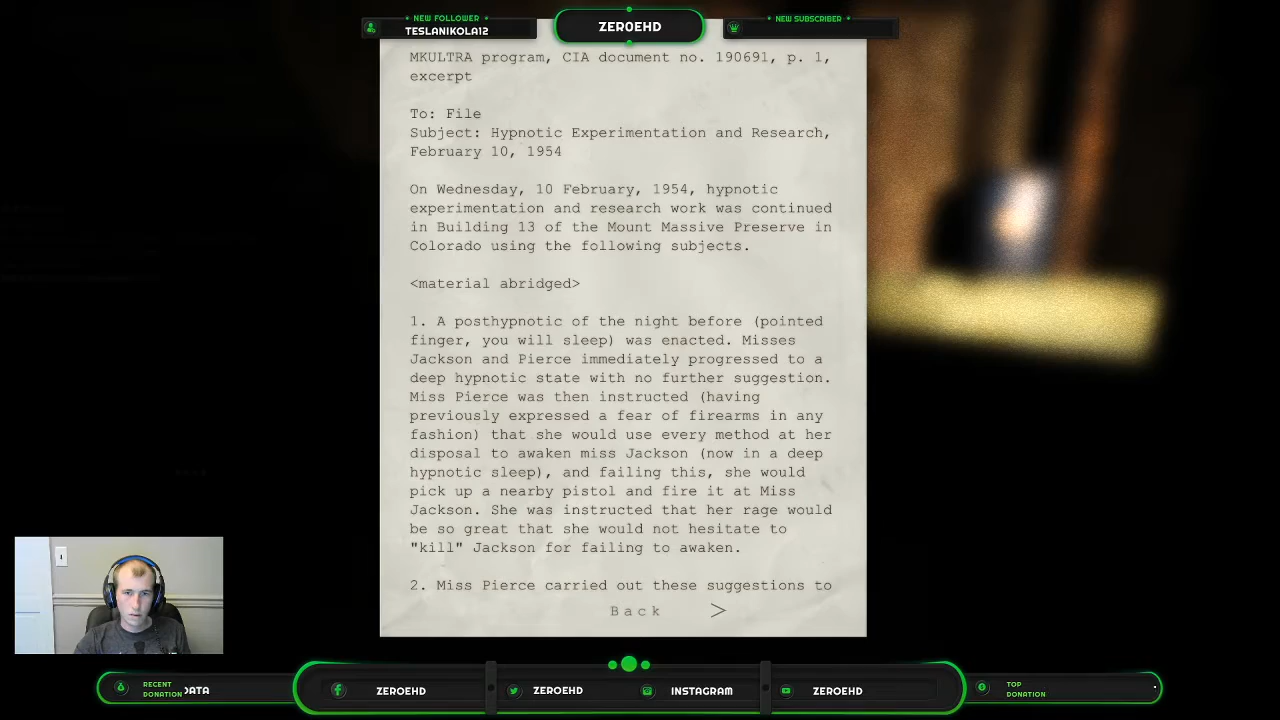 NEW FOLLOWER
TESLANIKOLA12
ZEROEHD
NEW SUBSCRIBER
MKULTRA program, CIA document no. 190691, p. 1,
excerpt
To: File
Subject: Hypnotic Experimentation and Research,
February 10, 1954
On Wednesday, 10 February, 1954, hypnotic
experimentation and research work was continued
in Building 13 of the Mount Massive Preserve in
Colorado using the following subjects.
<material abridged>
1. A posthypnotic of the night before (pointed
finger, you will sleep) was enacted. Misses
Jackson and Pierce immediately progressed to a
deep hypnotic state with no further suggestion.
Miss Pierce was then instructed (having
previously expressed a fear of firearms in any
fashion) that she would use every method at her
disposal to awaken miss Jackson (now in a deep
hypnotic sleep), and failing this, she would
pick up a nearby pistol and fire it at Miss
Jackson. She was instructed that her rage would
be so great that she would not hesitate to
"kill" Jackson for failing to awaken.
2. Miss Pierce carried out these suggestions to
Back >
RECENT
DONATION
DATA
ZEROEHD
ZEROEHD
INSTAGRAM
ZEROEHD
TOP
DONATION